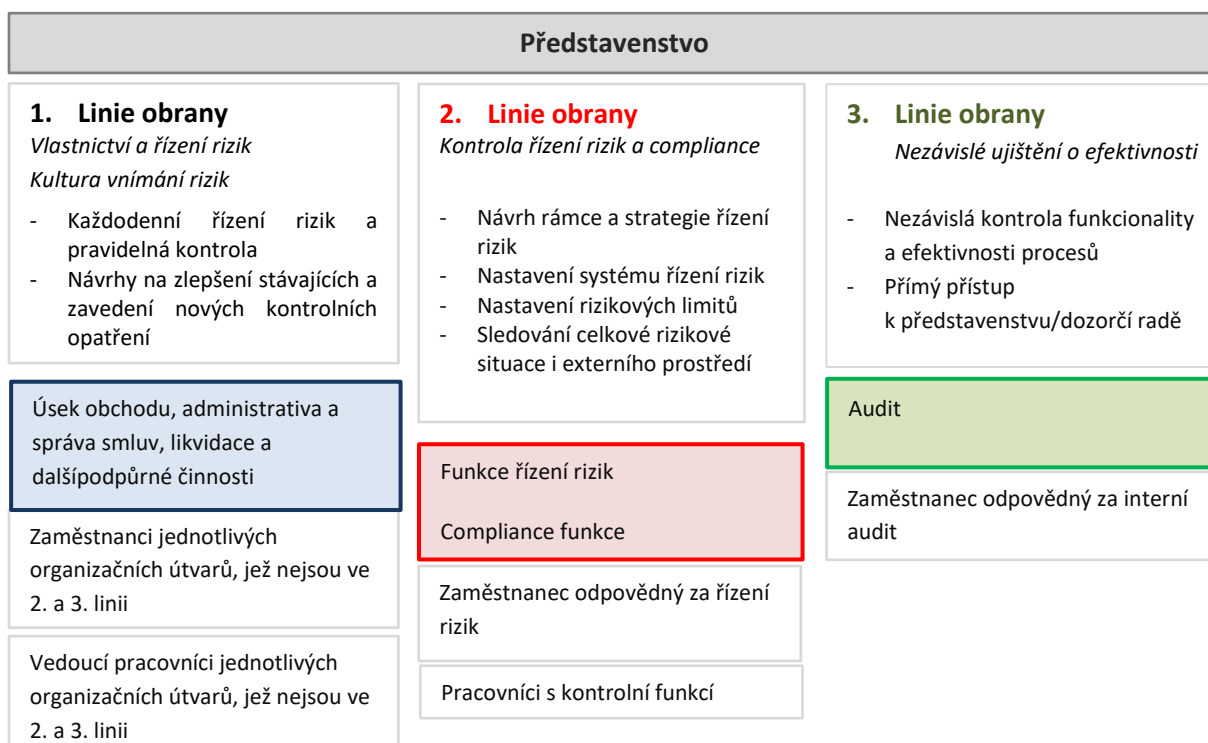 Představenstvo
1. Linie obrany
Vlastnictví a řízení rizik
Kultura vnímání rizik
- Každodenní řízení rizik a
pravidelná kontrola
- Návrhy na zlepšení stávajících a
zavedení nových kontrolních
opatření
Úsek obchodu, administrativa a
správa smluv, likvidace a
dalšípodpůrné činnosti
Zaměstnanci jednotlivých
organizačních útvarů, jež nejsou ve
2. a 3. linii
Vedoucí pracovníci jednotlivých
organizačních útvarů, jež nejsou ve
2. a 3. linii
2. Linie obrany
Kontrola řízení rizik a compliance
- Návrh rámce a strategie řízení
rizik
- Nastavení systému řízení rizik
- Nastavení rizikových limitů
- Sledování celkové rizikové
situace i externího prostředí
Funkce řízení rizik
Compliance funkce
Zaměstnanec odpovědný za řízení
rizik
Pracovníci s kontrolní funkcí
3. Linie obrany
Nezávislé ujištění o efektivnosti
- Nezávislá kontrola funkcionality
a efektivnosti procesů
- Přímý přístup
k představenstvu/dozorčí radě
Audit
Zaměstnanec odpovědný za interní
audit